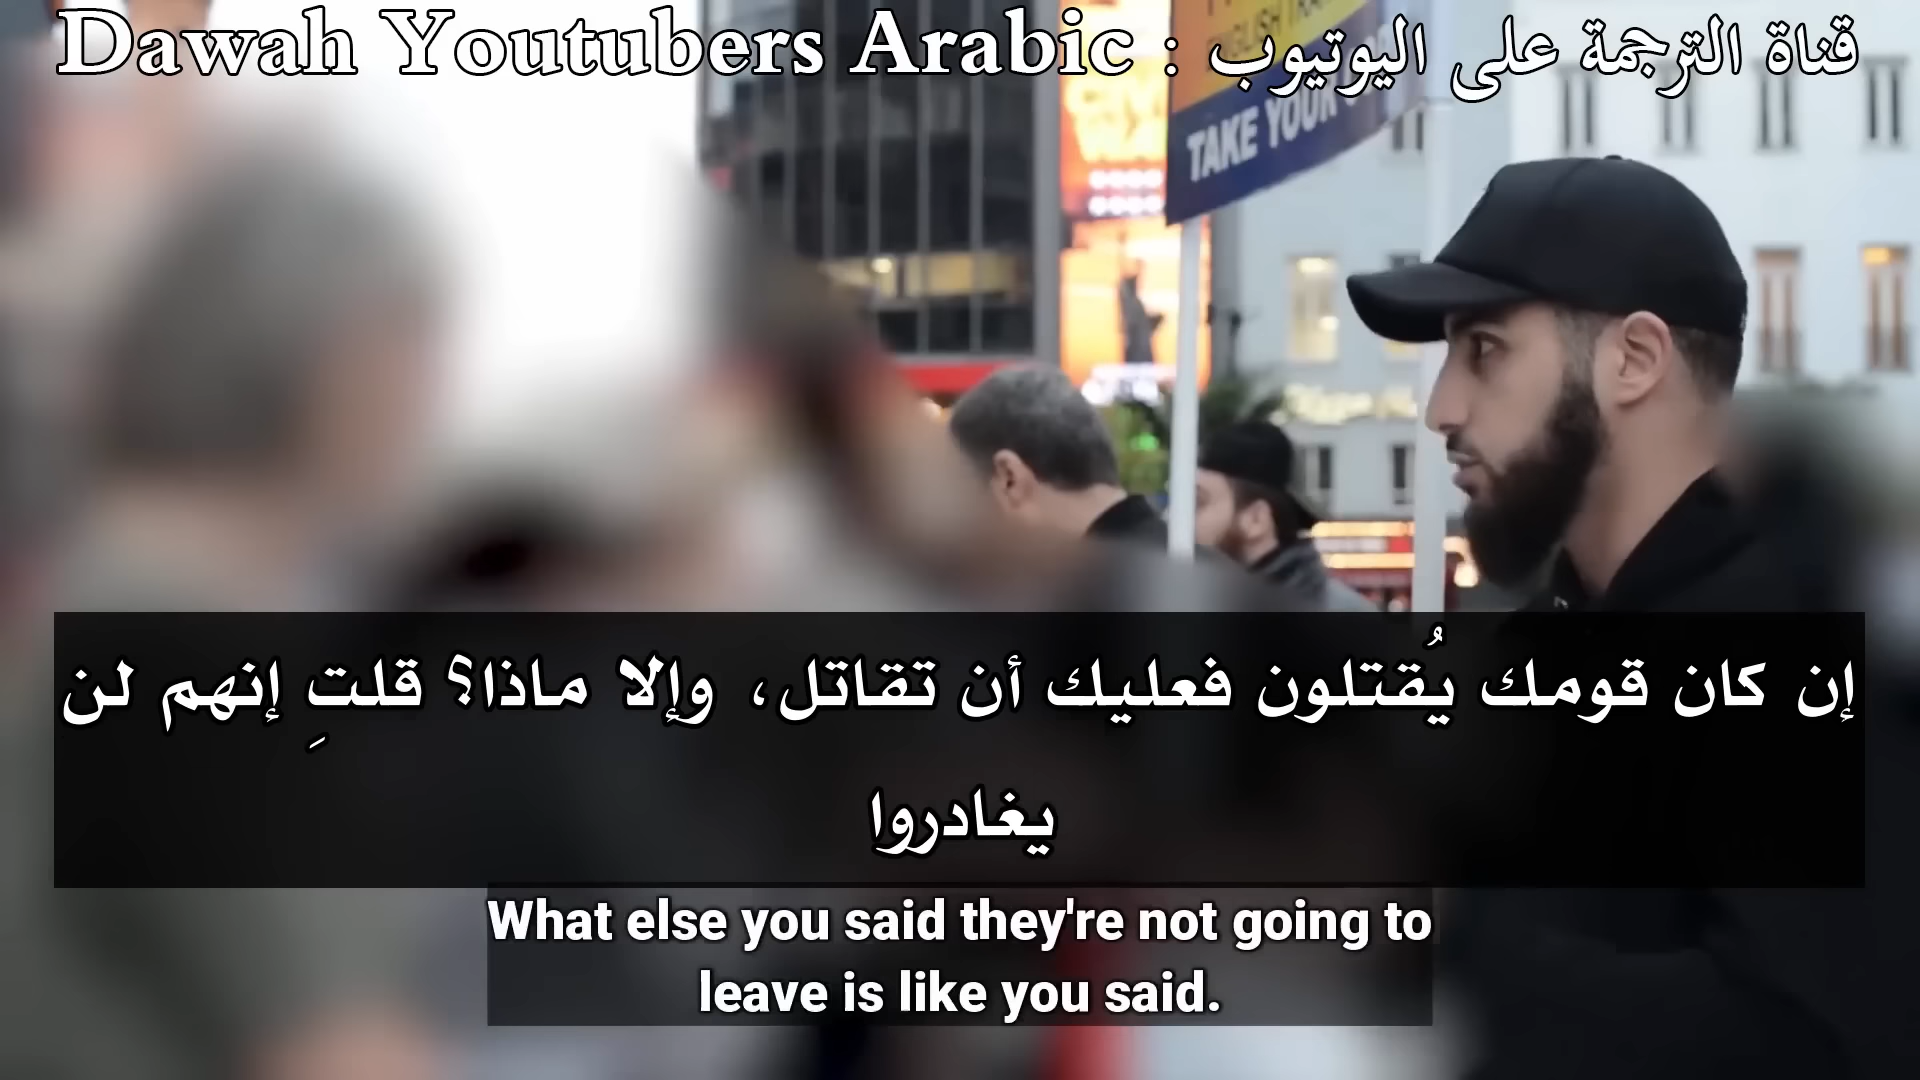 Dawah Youtubers Arabic : قناة الترجمة على اليوتيوب
ENGLISH
TAKE YOUR
إن كان قومك يُقتلون فعليك أن تقاتل، وإلا ماذا؟ قلتِ إنهم لن
يغادروا
What else you said they're not going to
leave is like you said.